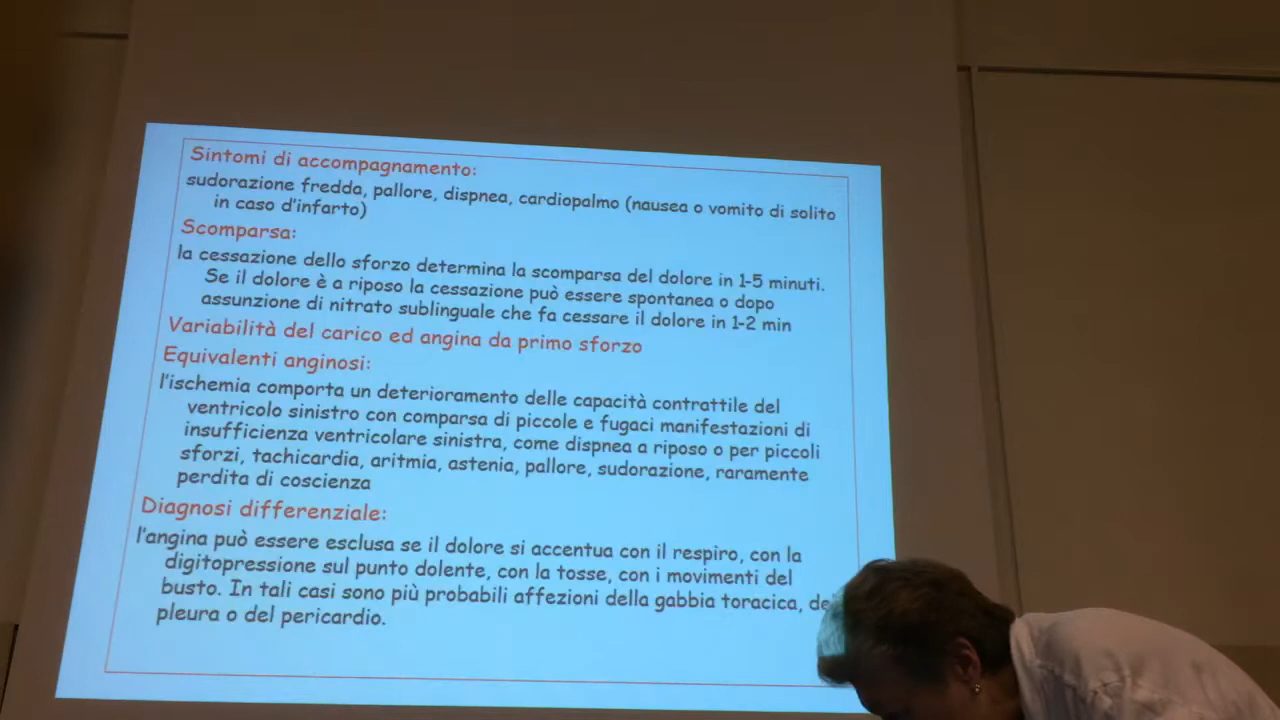 Sintomi di accompagnamento:
sudorazione fredda, pallore, dispnea, cardiopalmo (nausea o vomito di solito
in caso d'infarto)
Scomparsa:
la cessazione dello sforzo determina la scomparsa del dolore in 1-5 minuti.
Se il dolore è a riposo la cessazione può essere spontanea o dopo
assunzione di nitrato sublinguale che fa cessare il dolore in 1-2 min
Variabilità del carico ed angina da primo sforzo
Equivalenti anginosi:
l'ischemia comporta un deterioramento delle capacità contrattile del
ventricolo sinistro con comparsa di piccole e fugaci manifestazioni di
insufficienza ventricolare sinistra, come dispnea a riposo o per piccoli
sforzi, tachicardia, aritmia, astenia, pallore, sudorazione, raramente
perdita di coscienza
Diagnosi differenziale:
l'angina può essere esclusa se il dolore si accentua con il respiro, con la
digitopressione sul punto dolente, con la tosse, con i movimenti del
busto. In tali casi sono più probabili affezioni della gabbia toracica,
pleura o del pericardio.